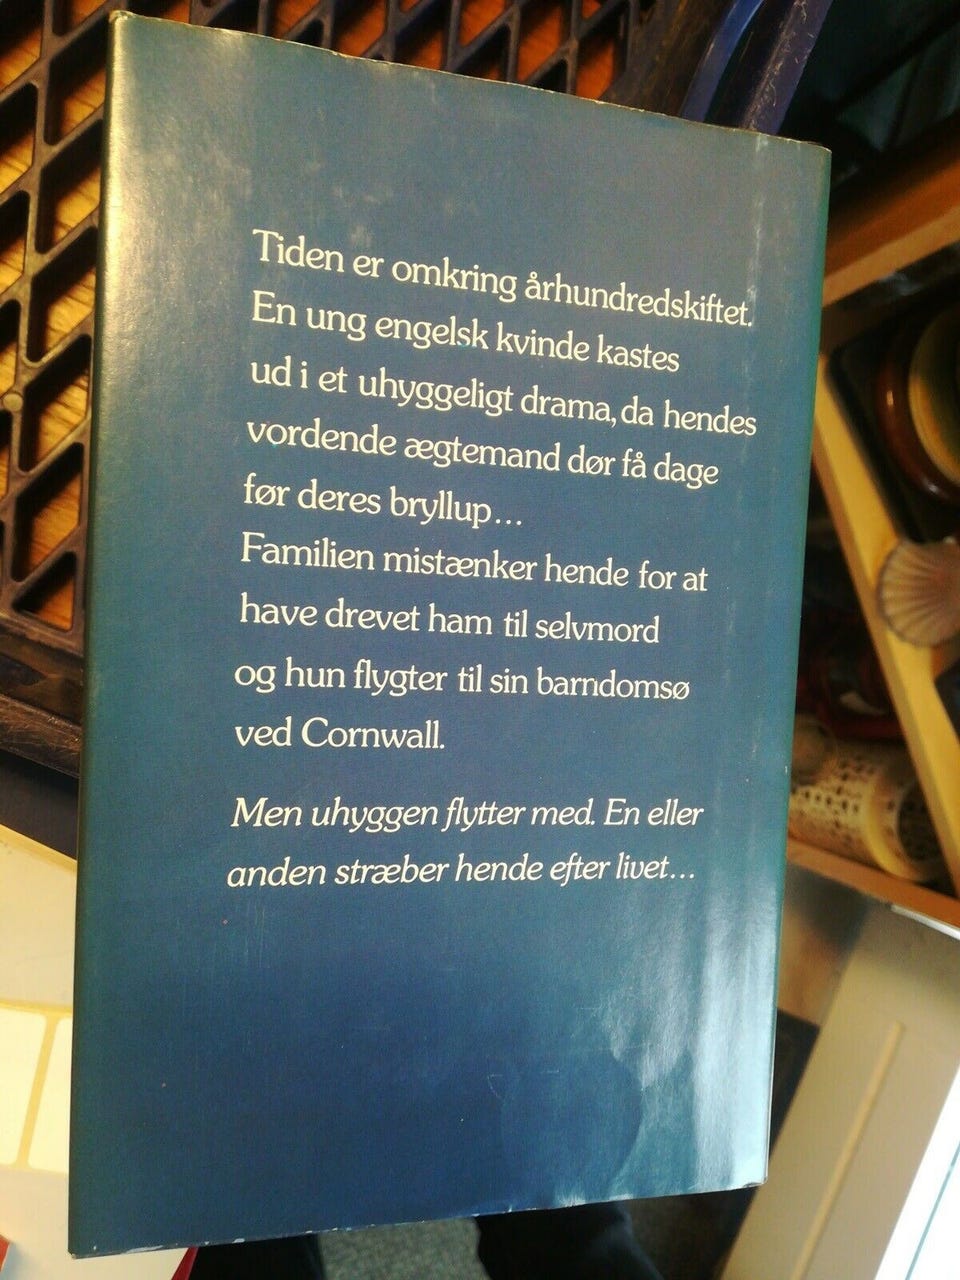 Tiden er omkring århundredskiftet.
En ung engelsk kvinde kastes
ud i et uhyggeligt drama, da hendes
vordende ægtemand dør få dage
før deres bryllup...
Familien mistænker hende for at
have drevet ham til selvmord
og hun flygter til sin barndomsø
ved Cornwall.
Men uhyggen flytter med. En eller
anden stræber hende efter livet...